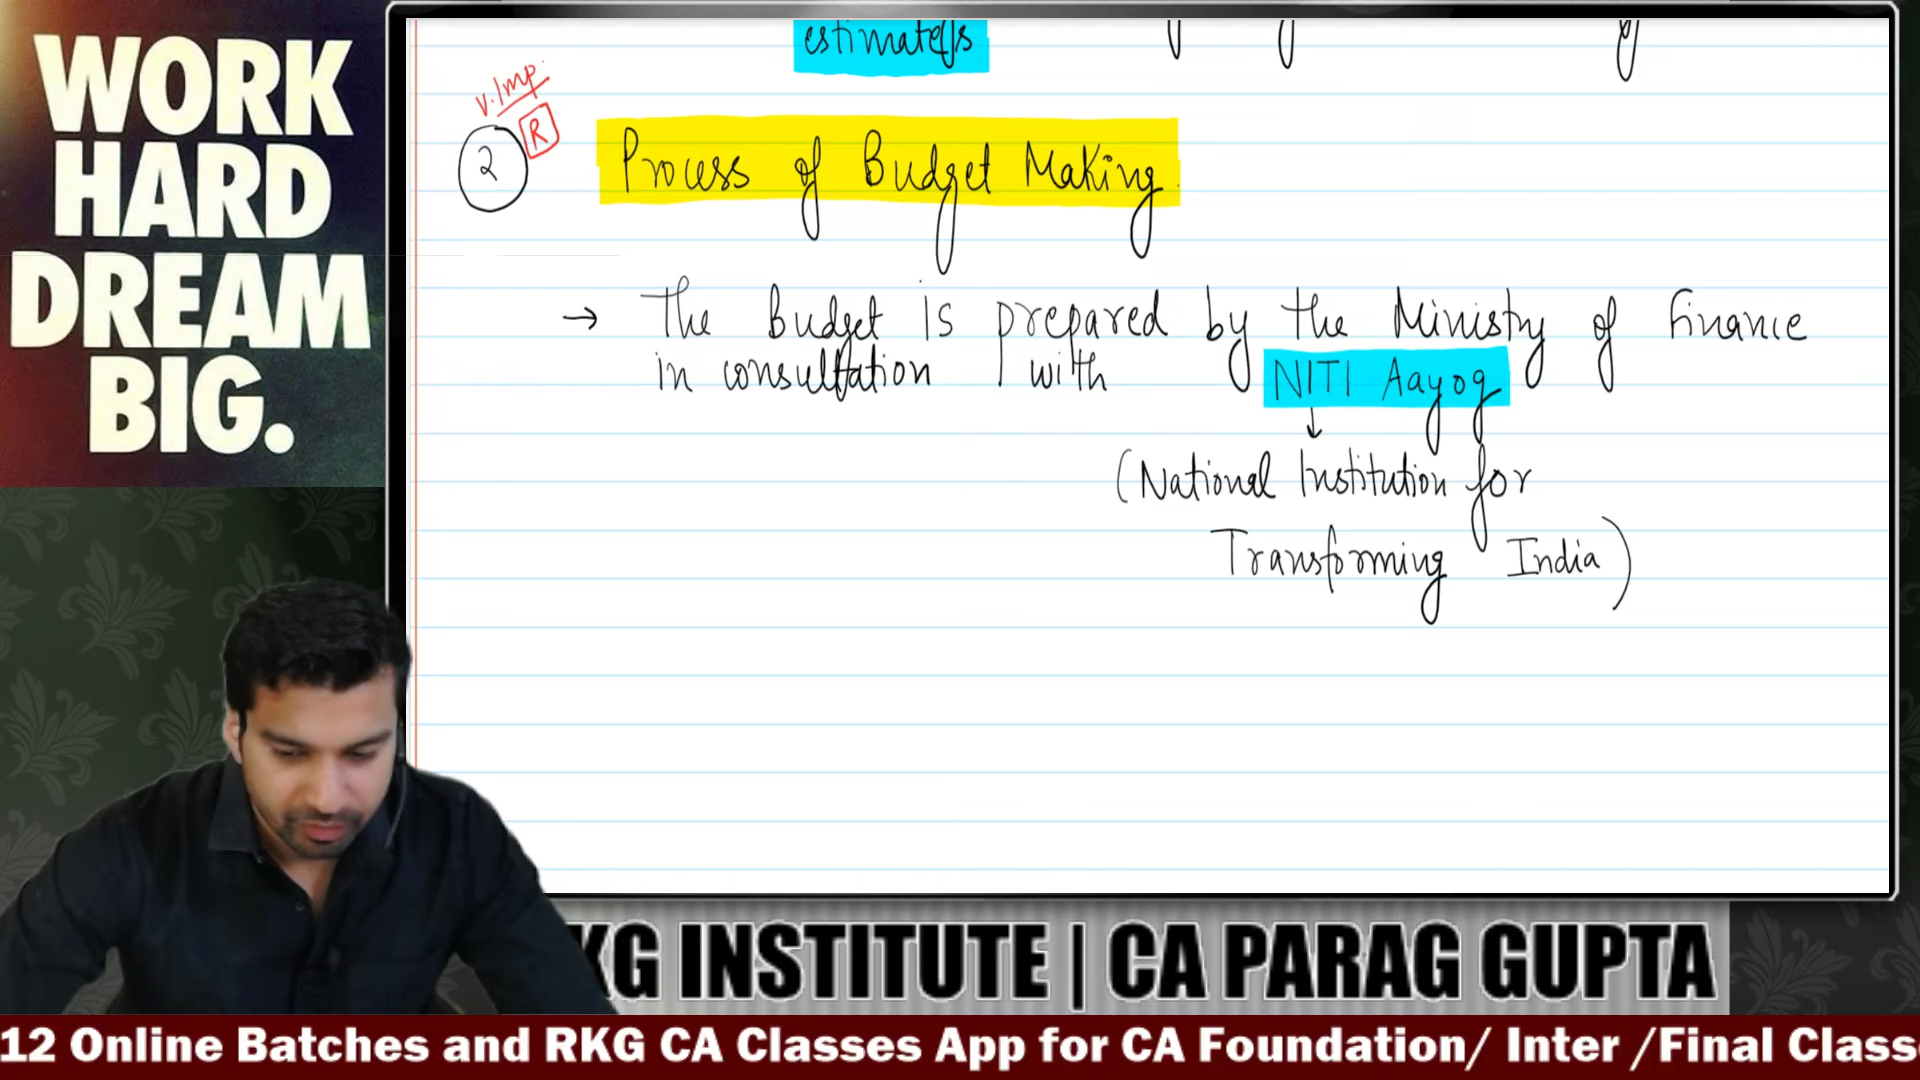 WORK
HARD
DREAM
BIG.
estimate/s
V. Imp.
R
2
Process of Budget Making.
→ The Budget is prepared by the Ministry of Finance
in consultation with NITI Aayog
(National Institution for
Transforming India)
KG INSTITUTE | CA PARAG GUPTA
12 Online Batches and RKG CA Classes App for CA Foundation/ Inter /Final Class